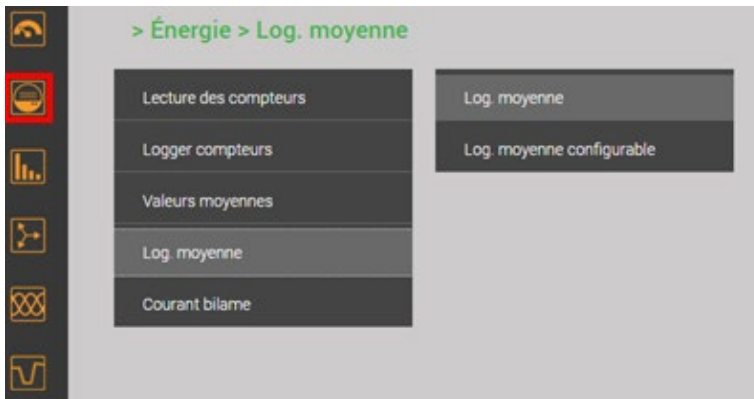 > Énergie > Log. moyenne
Lecture des compteurs
Logger compteurs
Valeurs moyennes
Log. moyenne
Courant bilame
Log. moyenne
Log. moyenne configurable